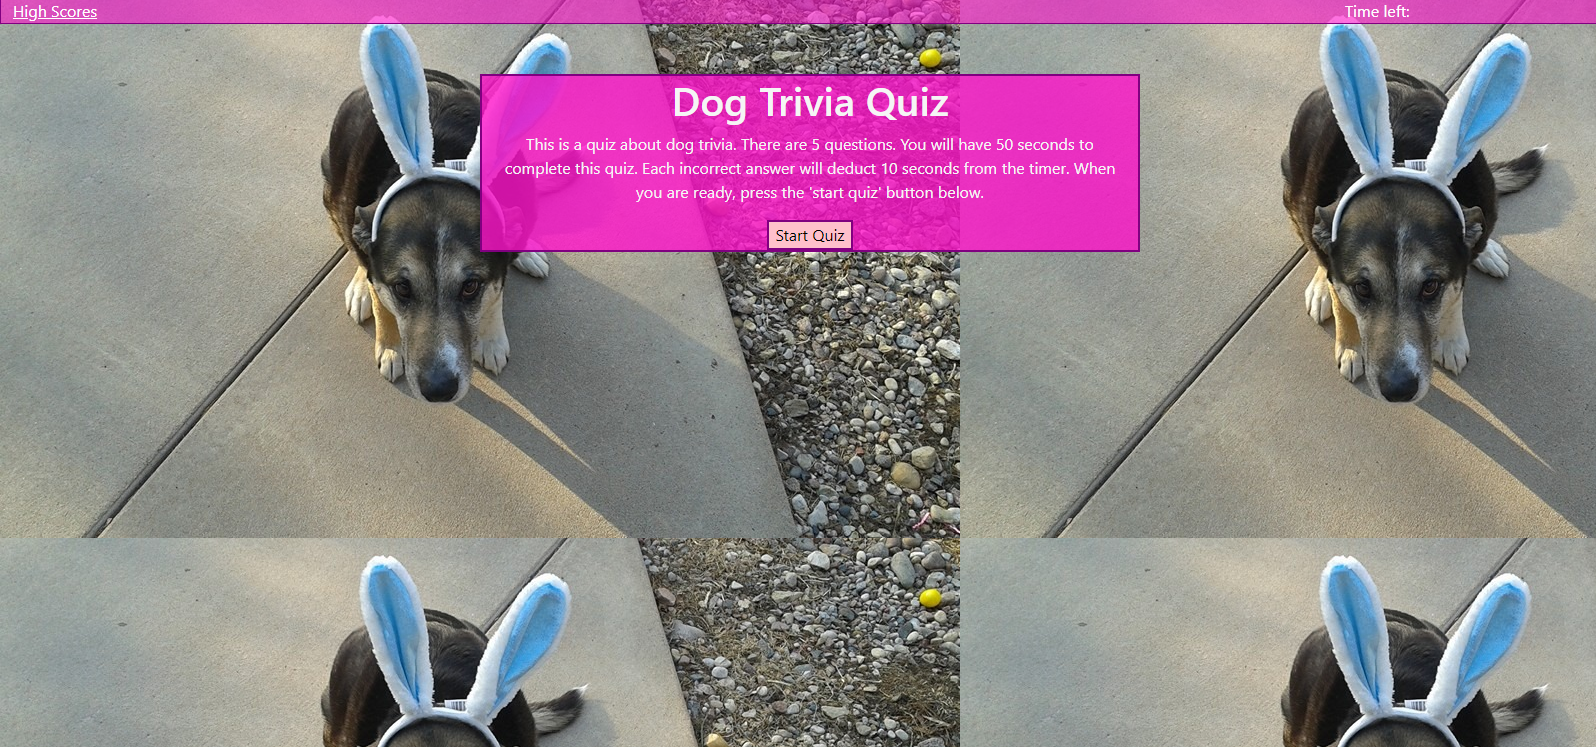 High Scores
Time left:
Dog Trivia Quiz
This is a quiz about dog trivia. There are 5 questions. You will have 50 seconds to
complete this quiz. Each incorrect answer will deduct 10 seconds from the timer. When
you are ready, press the 'start quiz' button below.
Start Quiz